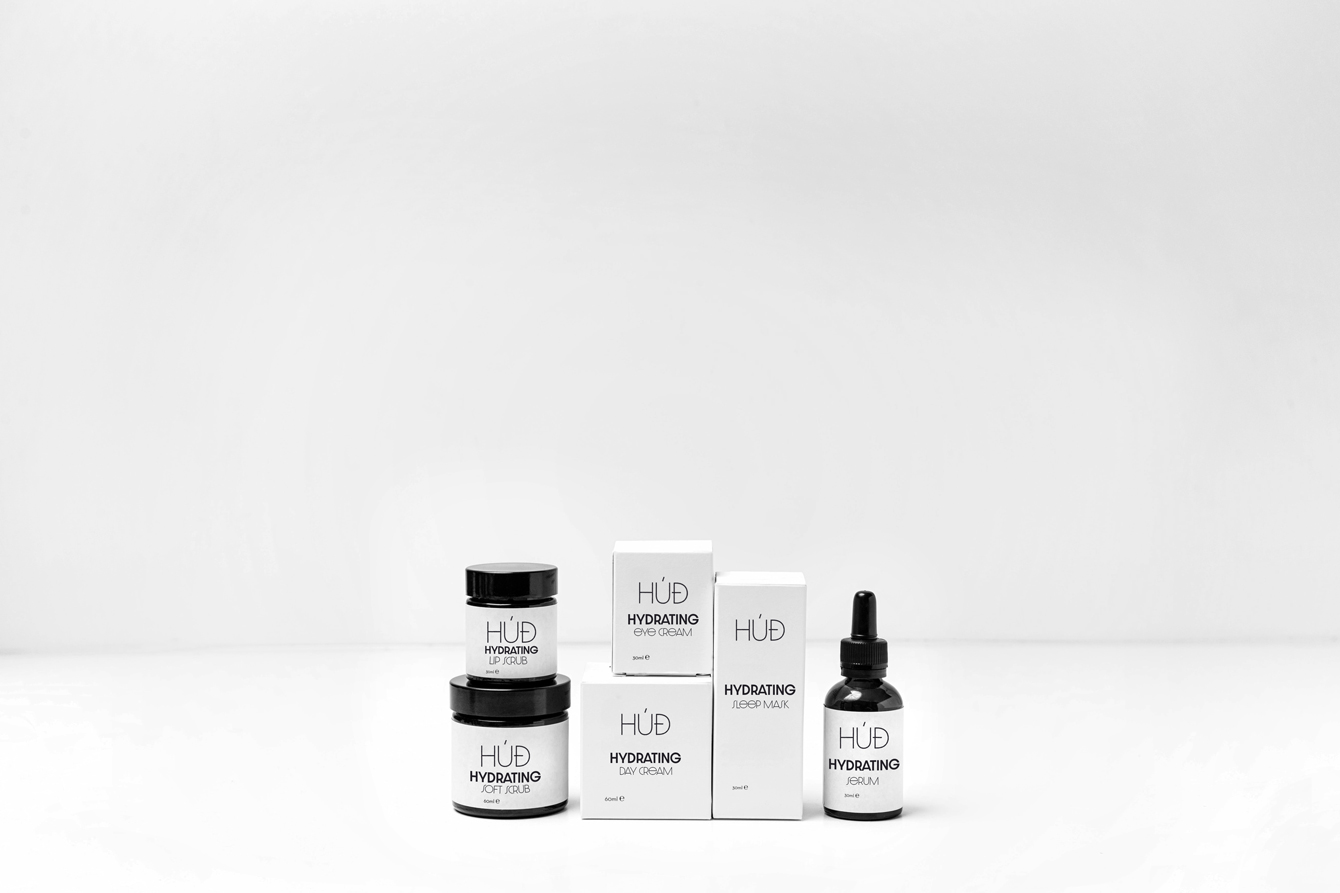 HÚÐ
HYDRATING
LIP SCRUB
30ml ℮
HÚÐ
HYDRATING
SOFT SCRUB
60ml ℮
HÚÐ
HYDRATING
EYE CREAM
30ml ℮
HÚÐ
HYDRATING
DAY CREAM
60ml ℮
HÚÐ
HYDRATING
SLEEP MASK
30ml ℮
HÚÐ
HYDRATING
SERUM
30ml ℮